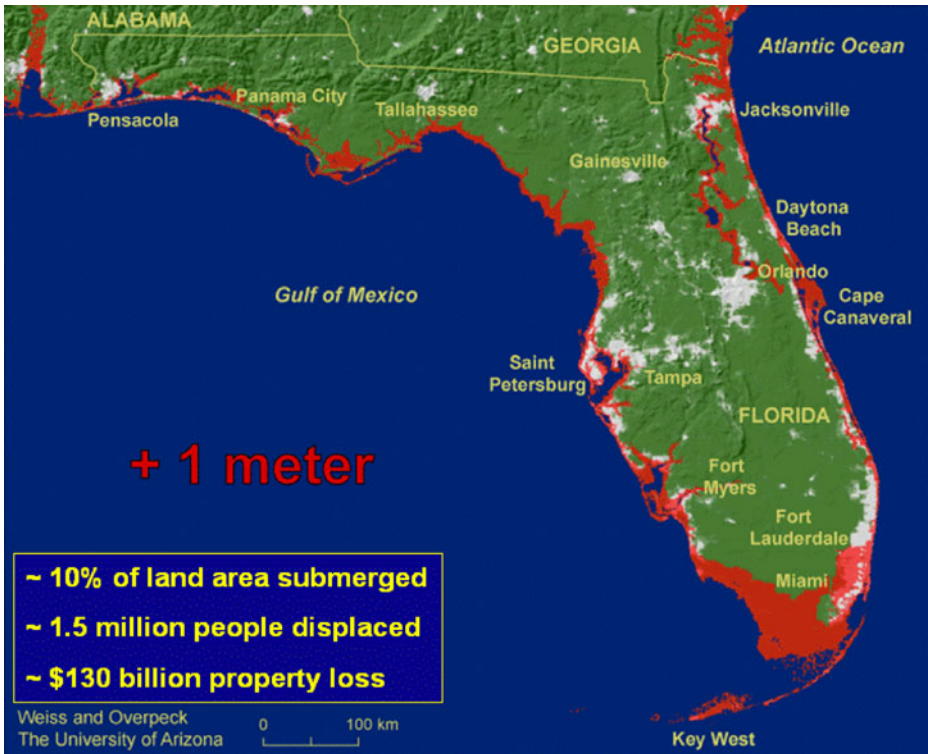 ALABAMA
GEORGIA
Atlantic Ocean
Panama City
Pensacola
Tallahassee
Jacksonville
Gainesville
Daytona
Beach
Orlando
Gulf of Mexico
Cape
Canaveral
Saint
Petersburg
Tampa
FLORIDA
+ 1 meter
Fort
Myers
Fort
Lauderdale
Miami
~ 10% of land area submerged
~ 1.5 million people displaced
~ $130 billion property loss
Weiss and Overpeck
The University of Arizona
0 100 km
Key West